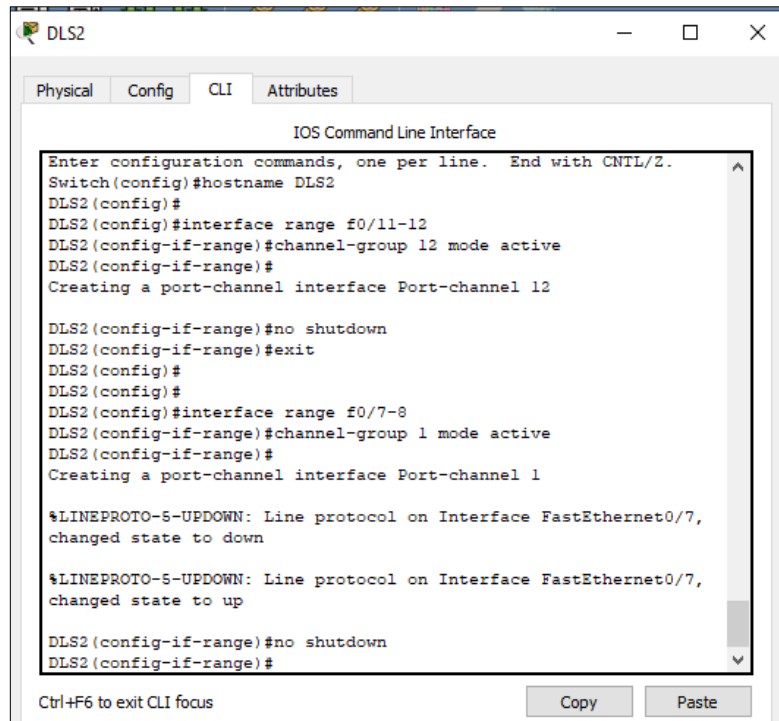 DLS2
Physical Config CLI Attributes
IOS Command Line Interface
Enter configuration commands, one per line.  End with CNTL/Z.
Switch(config)#hostname DLS2
DLS2(config)#
DLS2(config)#interface range f0/11-12
DLS2(config-if-range)#channel-group 12 mode active
DLS2(config-if-range)#
Creating a port-channel interface Port-channel 12
DLS2(config-if-range)#no shutdown
DLS2(config-if-range)#exit
DLS2(config)#
DLS2(config)#
DLS2(config)#interface range f0/7-8
DLS2(config-if-range)#channel-group 1 mode active
DLS2(config-if-range)#
Creating a port-channel interface Port-channel 1
%LINEPROTO-5-UPDOWN: Line protocol on Interface FastEthernet0/7,
changed state to down
%LINEPROTO-5-UPDOWN: Line protocol on Interface FastEthernet0/7,
changed state to up
DLS2(config-if-range)#no shutdown
DLS2(config-if-range)#
Ctrl+F6 to exit CLI focus Copy Paste